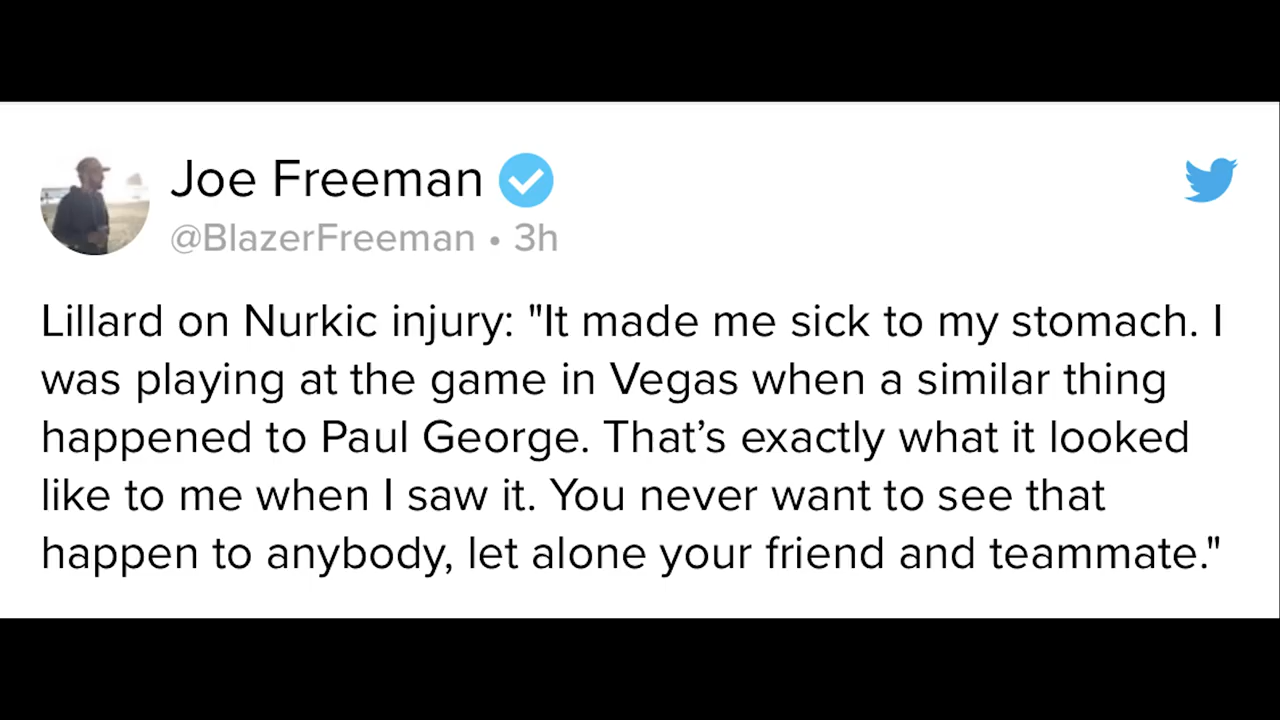 Joe Freeman
@BlazerFreeman • 3h
Lillard on Nurkic injury: "It made me sick to my stomach. I
was playing at the game in Vegas when a similar thing
happened to Paul George. That’s exactly what it looked
like to me when I saw it. You never want to see that
happen to anybody, let alone your friend and teammate."